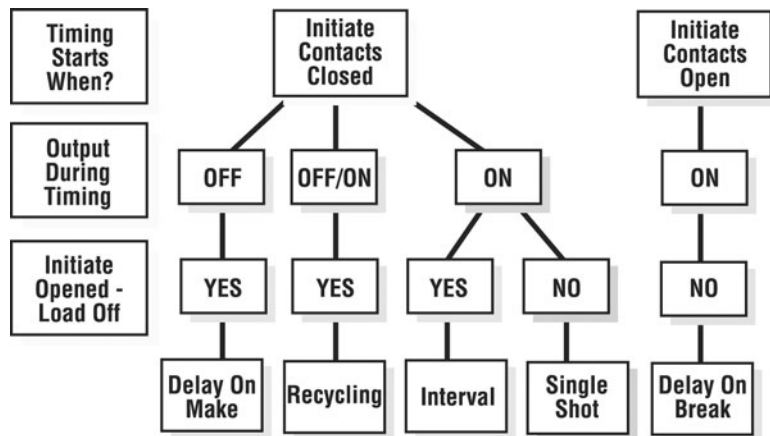 Timing
Starts
When?
Initiate
Contacts
Closed
Initiate
Contacts
Open
Output
During
Timing
OFF
OFF/ON
ON
ON
Initiate
Opened -
Load Off
YES
YES
YES
NO
NO
Delay On
Make
Recycling
Interval
Single
Shot
Delay On
Break